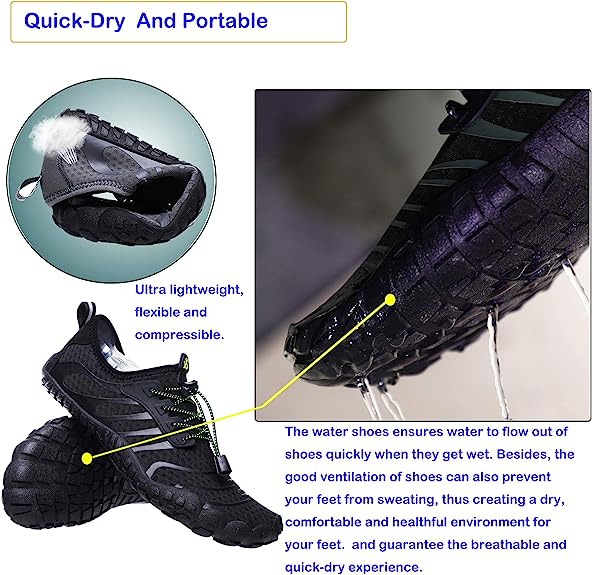 Quick-Dry  And Portable
Ultra lightweight,
flexible and
compressible.
The water shoes ensures water to flow out of
shoes quickly when they get wet. Besides, the
good ventilation of shoes can also prevent
your feet from sweating, thus creating a dry,
comfortable and healthful environment for
your feet.  and guarantee the breathable and
quick-dry experience.